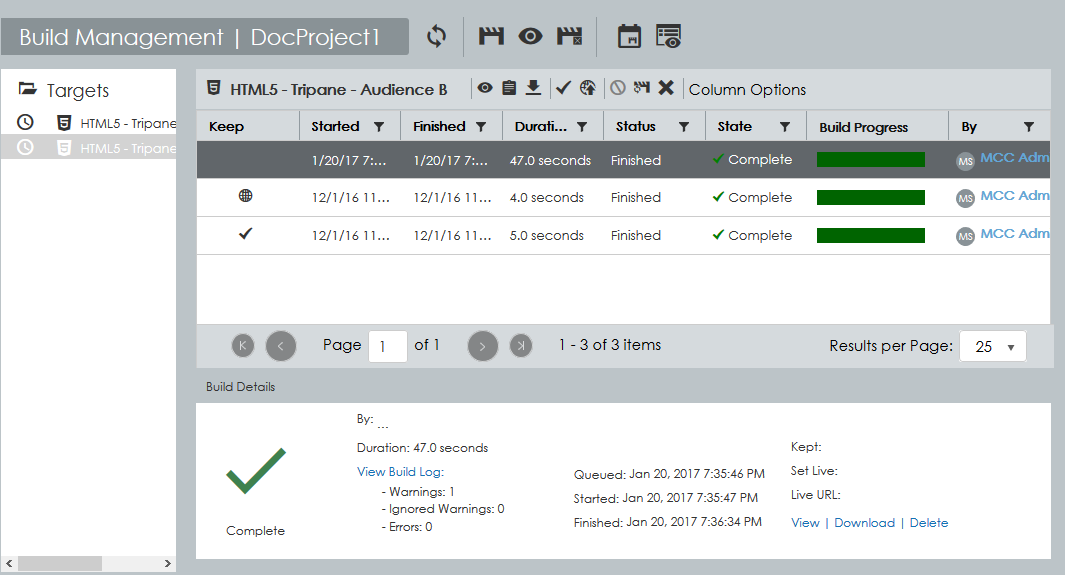 Build Management | DocProject1
Targets
HTML5 - Tripane
HTML5 - Tripane
HTML5 - Tripane - Audience B
Column Options
Keep Started Finished Durati... Status State Build Progress By
1/20/17 7:... 1/20/17 7:... 47.0 seconds Finished Complete MS MCC Adm
12/1/16 11... 12/1/16 11... 4.0 seconds Finished Complete MS MCC Adm
12/1/16 11... 12/1/16 11... 5.0 seconds Finished Complete MS MCC Adm
Page 1 of 1 1 - 3 of 3 items Results per Page: 25
Build Details
Complete
By: ...
Duration: 47.0 seconds
View Build Log:
- Warnings: 1
- Ignored Warnings: 0
- Errors: 0
Queued: Jan 20, 2017 7:35:46 PM
Started: Jan 20, 2017 7:35:47 PM
Finished: Jan 20, 2017 7:36:34 PM
Kept:
Set Live:
Live URL:
View | Download | Delete